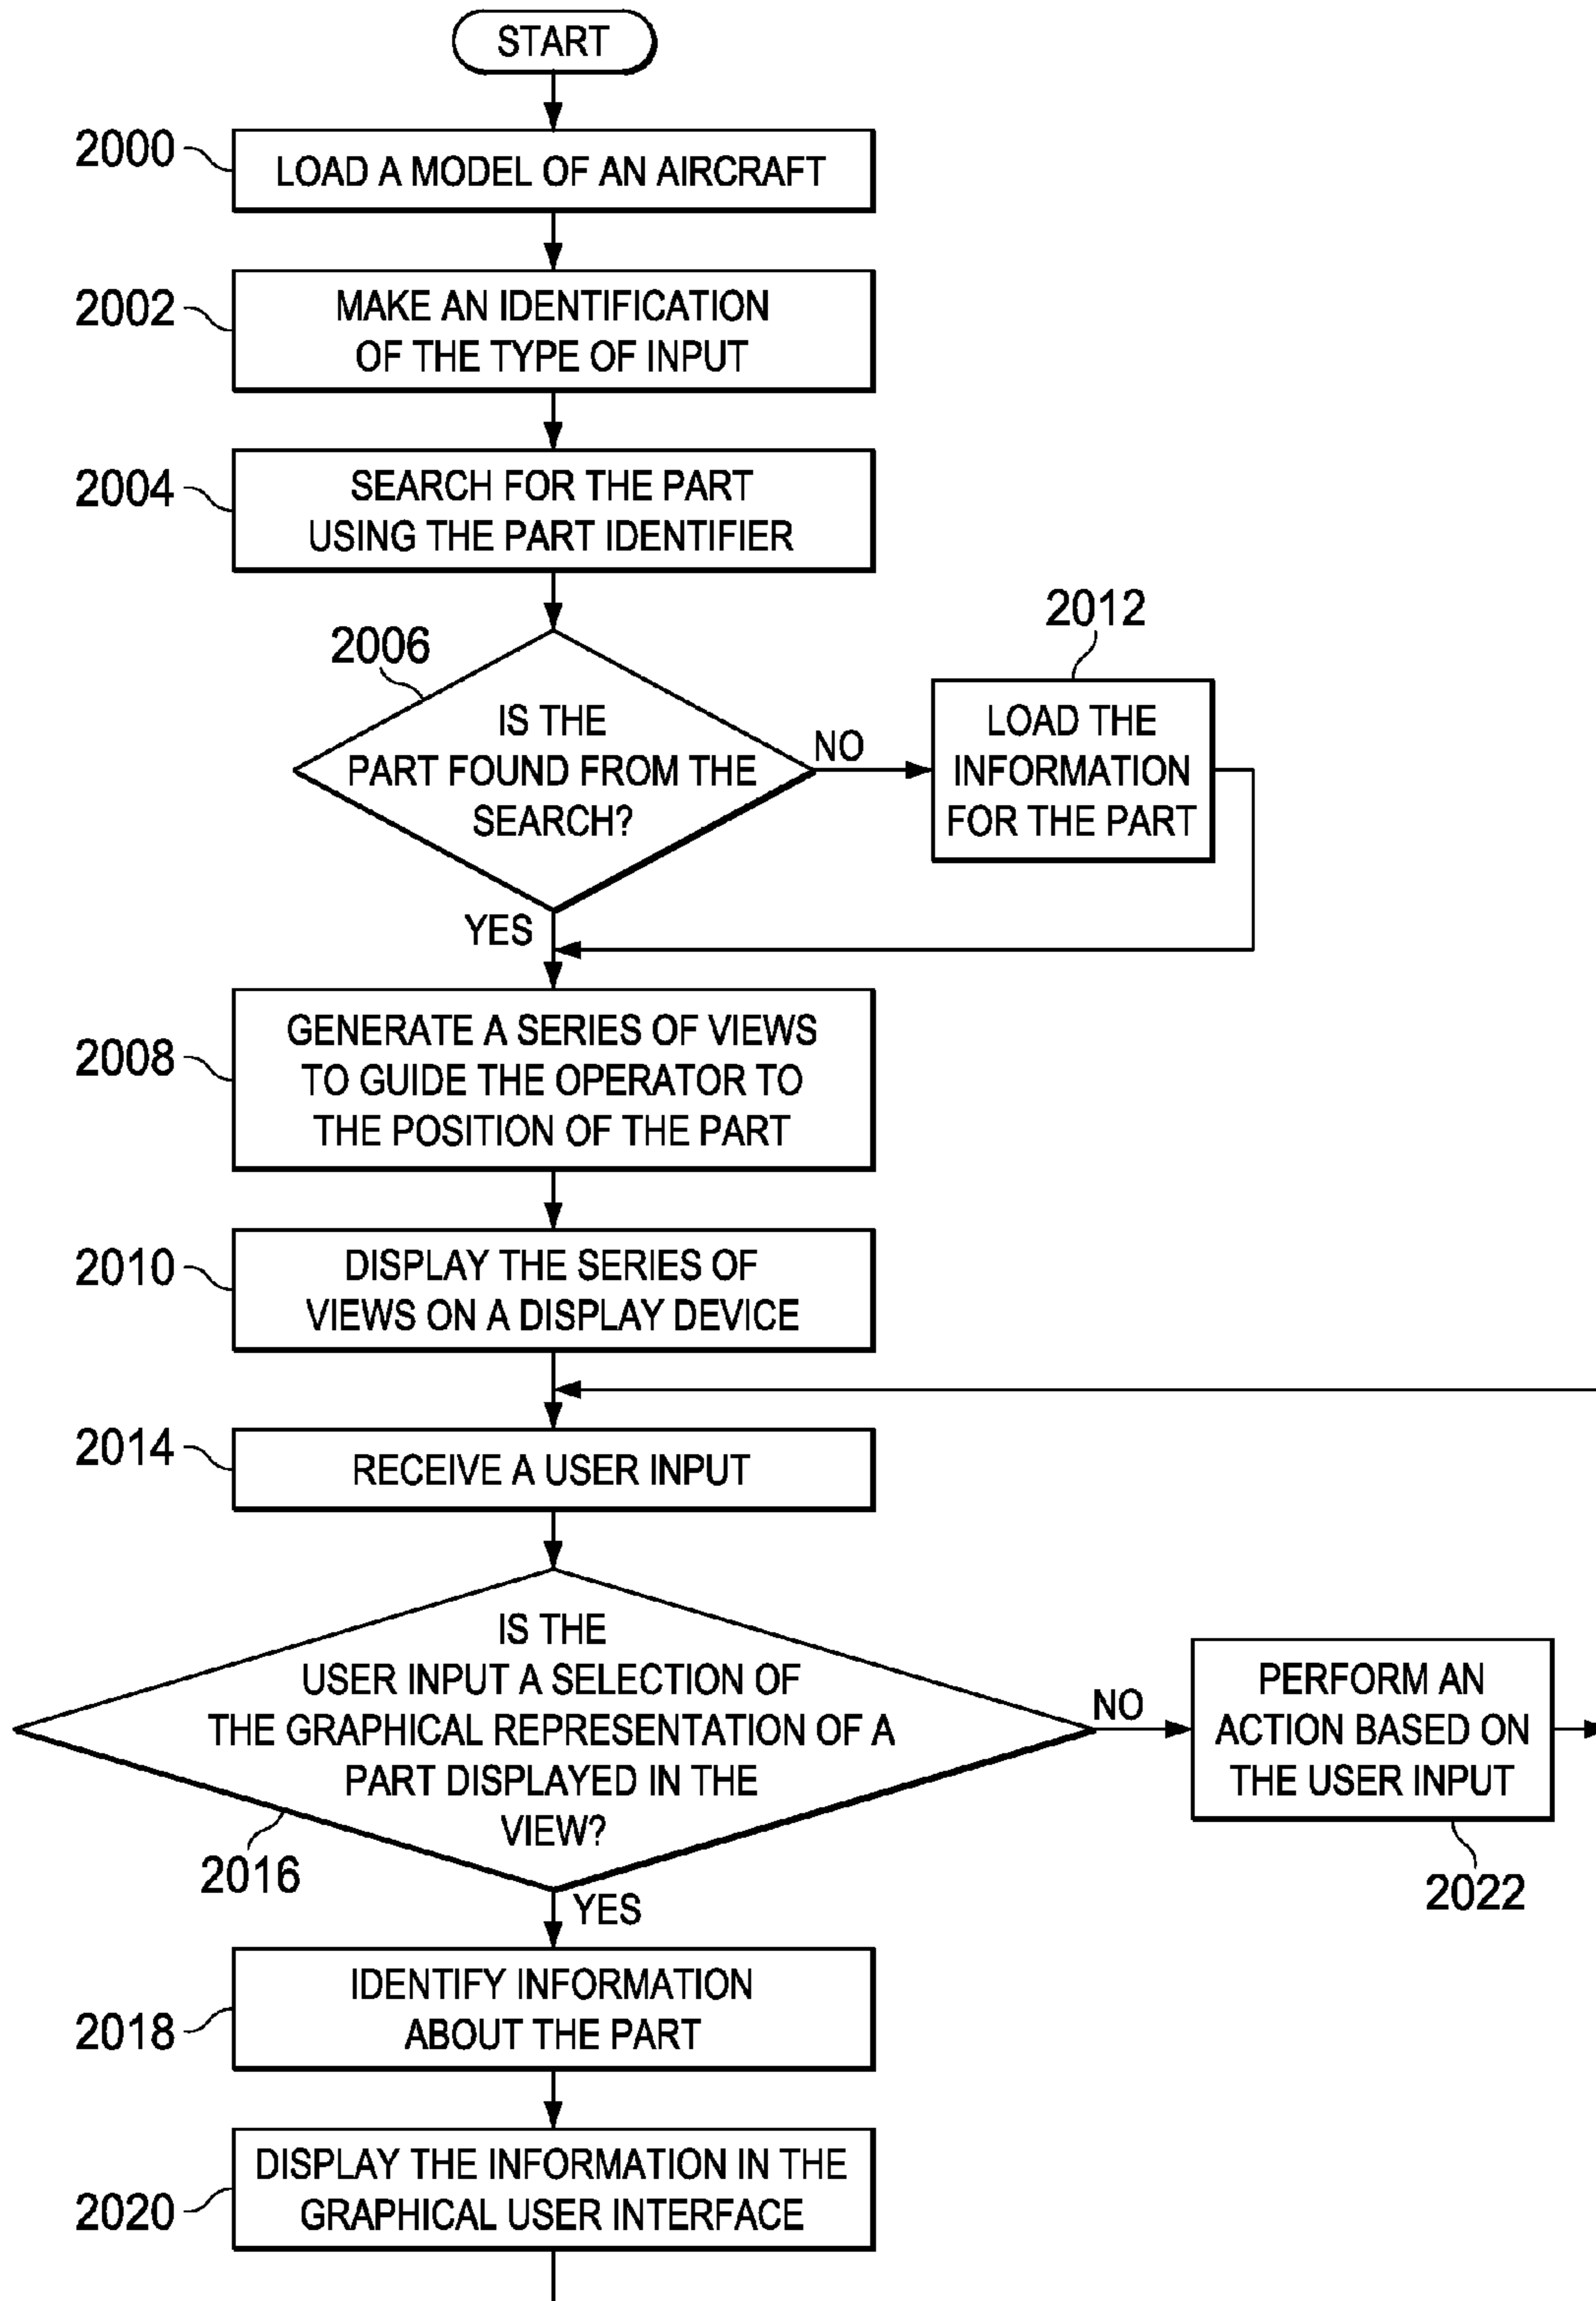 START
2000
LOAD A MODEL OF AN AIRCRAFT
2002
MAKE AN IDENTIFICATION
OF THE TYPE OF INPUT
2004
SEARCH FOR THE PART
USING THE PART IDENTIFIER
2006
IS THE
PART FOUND FROM THE
SEARCH?
NO
2012
LOAD THE
INFORMATION
FOR THE PART
YES
2008
GENERATE A SERIES OF VIEWS
TO GUIDE THE OPERATOR TO
THE POSITION OF THE PART
2010
DISPLAY THE SERIES OF
VIEWS ON A DISPLAY DEVICE
2014
RECEIVE A USER INPUT
IS THE
USER INPUT A SELECTION OF
THE GRAPHICAL REPRESENTATION OF A
PART DISPLAYED IN THE
VIEW?
2016
NO
PERFORM AN
ACTION BASED ON
THE USER INPUT
2022
YES
2018
IDENTIFY INFORMATION
ABOUT THE PART
2020
DISPLAY THE INFORMATION IN THE
GRAPHICAL USER INTERFACE